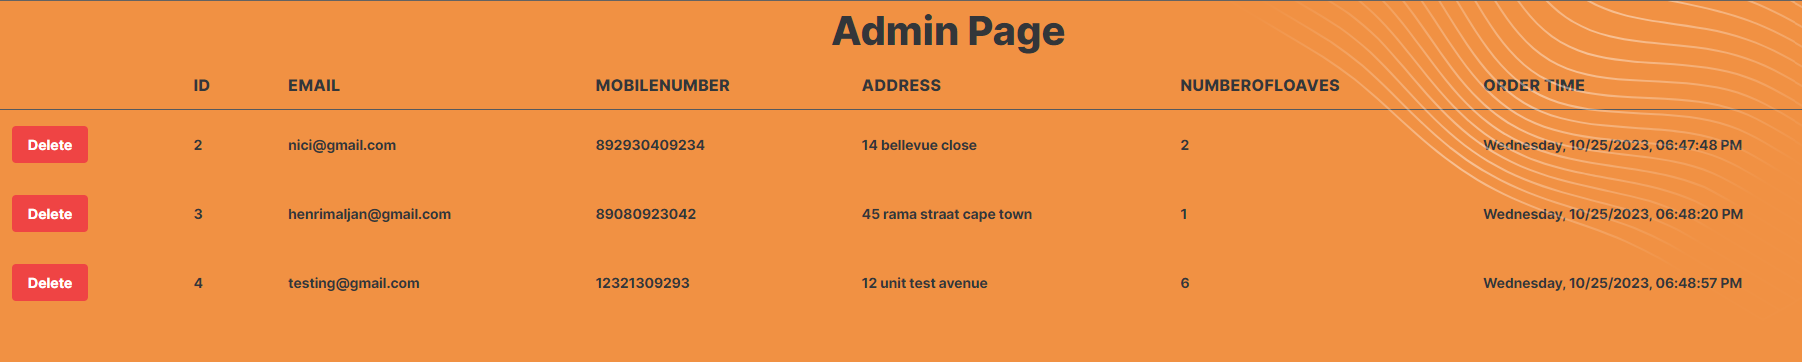 Admin Page
ID EMAIL MOBILENUMBER ADDRESS NUMBEROFLOAVES ORDER TIME
Delete 2 nici@gmail.com 892930409234 14 bellevue close 2 Wednesday, 10/25/2023, 06:47:48 PM
Delete 3 henrimaljan@gmail.com 89080923042 45 rama straat cape town 1 Wednesday, 10/25/2023, 06:48:20 PM
Delete 4 testing@gmail.com 12321309293 12 unit test avenue 6 Wednesday, 10/25/2023, 06:48:57 PM